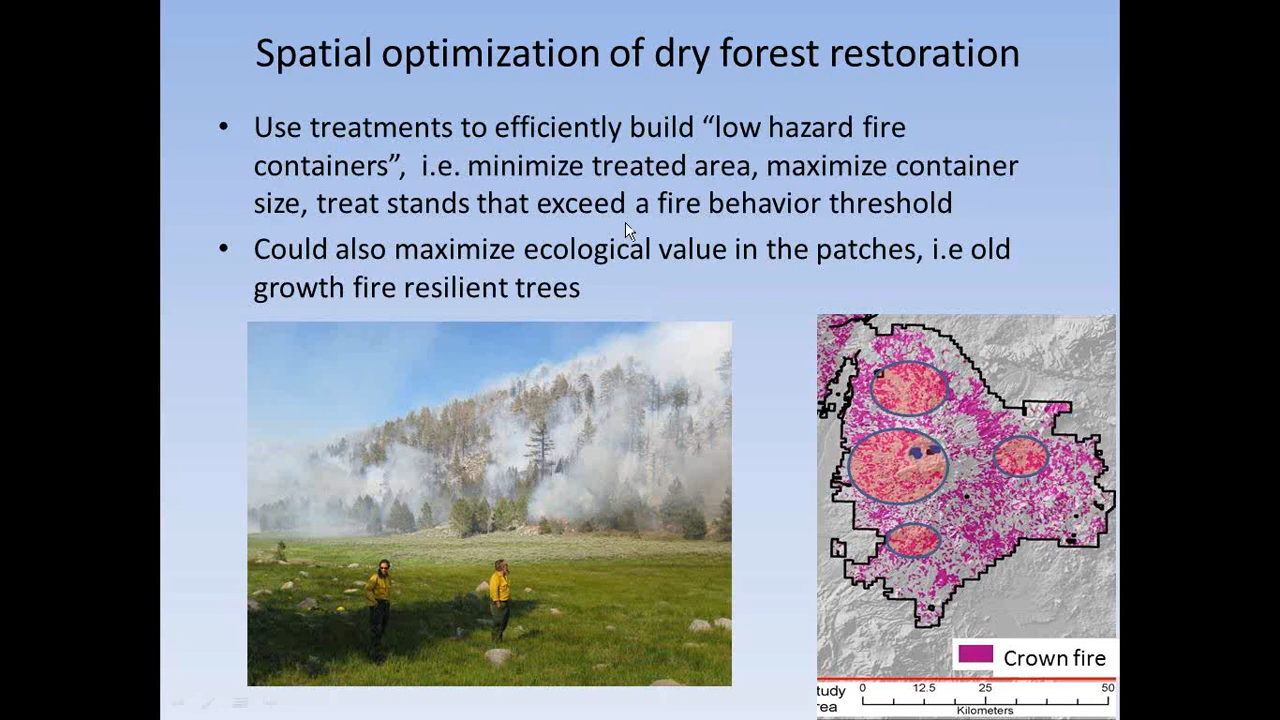 Spatial optimization of dry forest restoration
• Use treatments to efficiently build “low hazard fire
containers”, i.e. minimize treated area, maximize container
size, treat stands that exceed a fire behavior threshold
• Could also maximize ecological value in the patches, i.e old
growth fire resilient trees
Crown fire
tudy
rea
0 12.5 25 50
Kilometers